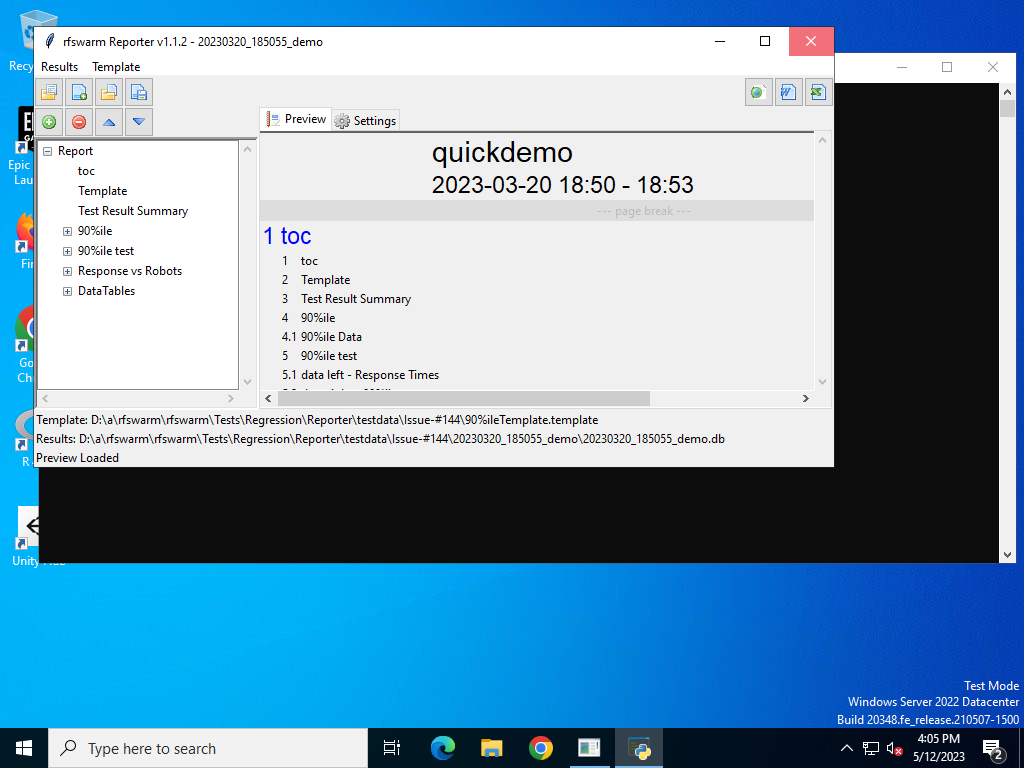 rfswarm Reporter v1.1.2 - 20230320_185055_demo
Results Template
Preview
Settings
Report
toc
Template
Test Result Summary
90%ile
90%ile test
Response vs Robots
DataTables
quickdemo
2023-03-20 18:50 - 18:53
--- page break ---
1 toc
1 toc
2 Template
3 Test Result Summary
4 90%ile
4.1 90%ile Data
5 90%ile test
5.1 data left - Response Times
Template: D:\a\rfswarm\rfswarm\Tests\Regression\Reporter\testdata\Issue-#144\90%ileTemplate.template
Results: D:\a\rfswarm\rfswarm\Tests\Regression\Reporter\testdata\Issue-#144\20230320_185055_demo\20230320_185055_demo.db
Preview Loaded
Recy
Epic
Lau
Fir
Go
Ch
R
Unity Hub
Test Mode
Windows Server 2022 Datacenter
Build 20348.fe_release.210507-1500
Type here to search
4:05 PM
5/12/2023
2